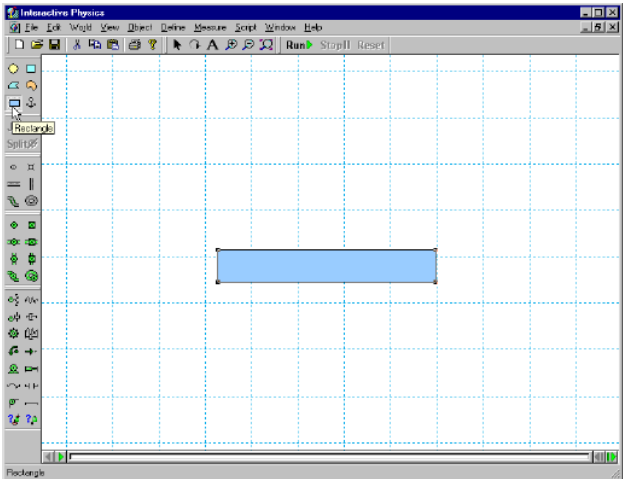 Interactive Physics
File Edit World View Object Define Measure Script Window Help
A Run Stop Reset
Rectangle
Split
Rectangle